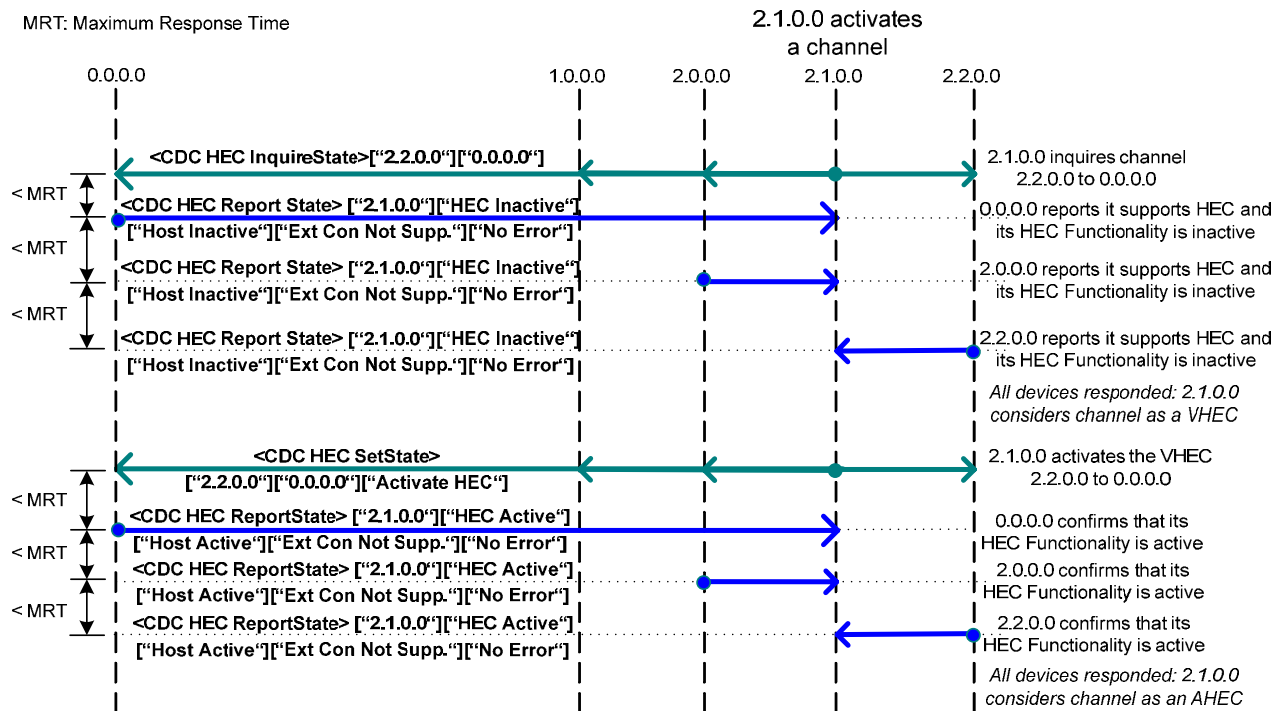 MRT: Maximum Response Time
2.1.0.0 activates
a channel
0.0.0.0
1.0.0.0
2.0.0.0
2.1.0.0
2.2.0.0
<CDC HEC InquireState>["2.2.0.0"]["0.0.0.0"]
2.1.0.0 inquires channel
2.2.0.0 to 0.0.0.0
< MRT
<CDC HEC Report State> ["2.1.0.0"]["HEC Inactive"]
["Host Inactive"]["Ext Con Not Supp."]["No Error"]
0.0.0.0 reports it supports HEC and
its HEC Functionality is inactive
< MRT
<CDC HEC Report State> ["2.1.0.0"]["HEC Inactive"]
["Host Inactive"]["Ext Con Not Supp."]["No Error"]
2.0.0.0 reports it supports HEC and
its HEC Functionality is inactive
< MRT
<CDC HEC Report State> ["2.1.0.0"]["HEC Inactive"]
["Host Inactive"]["Ext Con Not Supp."]["No Error"]
2.2.0.0 reports it supports HEC and
its HEC Functionality is inactive
All devices responded: 2.1.0.0
considers channel as a VHEC
<CDC HEC SetState>
["2.2.0.0"]["0.0.0.0"]["Activate HEC"]
2.1.0.0 activates the VHEC
2.2.0.0 to 0.0.0.0
< MRT
<CDC HEC ReportState> ["2.1.0.0"]["HEC Active"]
["Host Active"]["Ext Con Not Supp."]["No Error"]
0.0.0.0 confirms that its
HEC Functionality is active
< MRT
<CDC HEC ReportState> ["2.1.0.0"]["HEC Active"]
["Host Active"]["Ext Con Not Supp."]["No Error"]
2.0.0.0 confirms that its
HEC Functionality is active
< MRT
<CDC HEC ReportState> ["2.1.0.0"]["HEC Active"]
["Host Active"]["Ext Con Not Supp."]["No Error"]
2.2.0.0 confirms that its
HEC Functionality is active
All devices responded: 2.1.0.0
considers channel as an AHEC